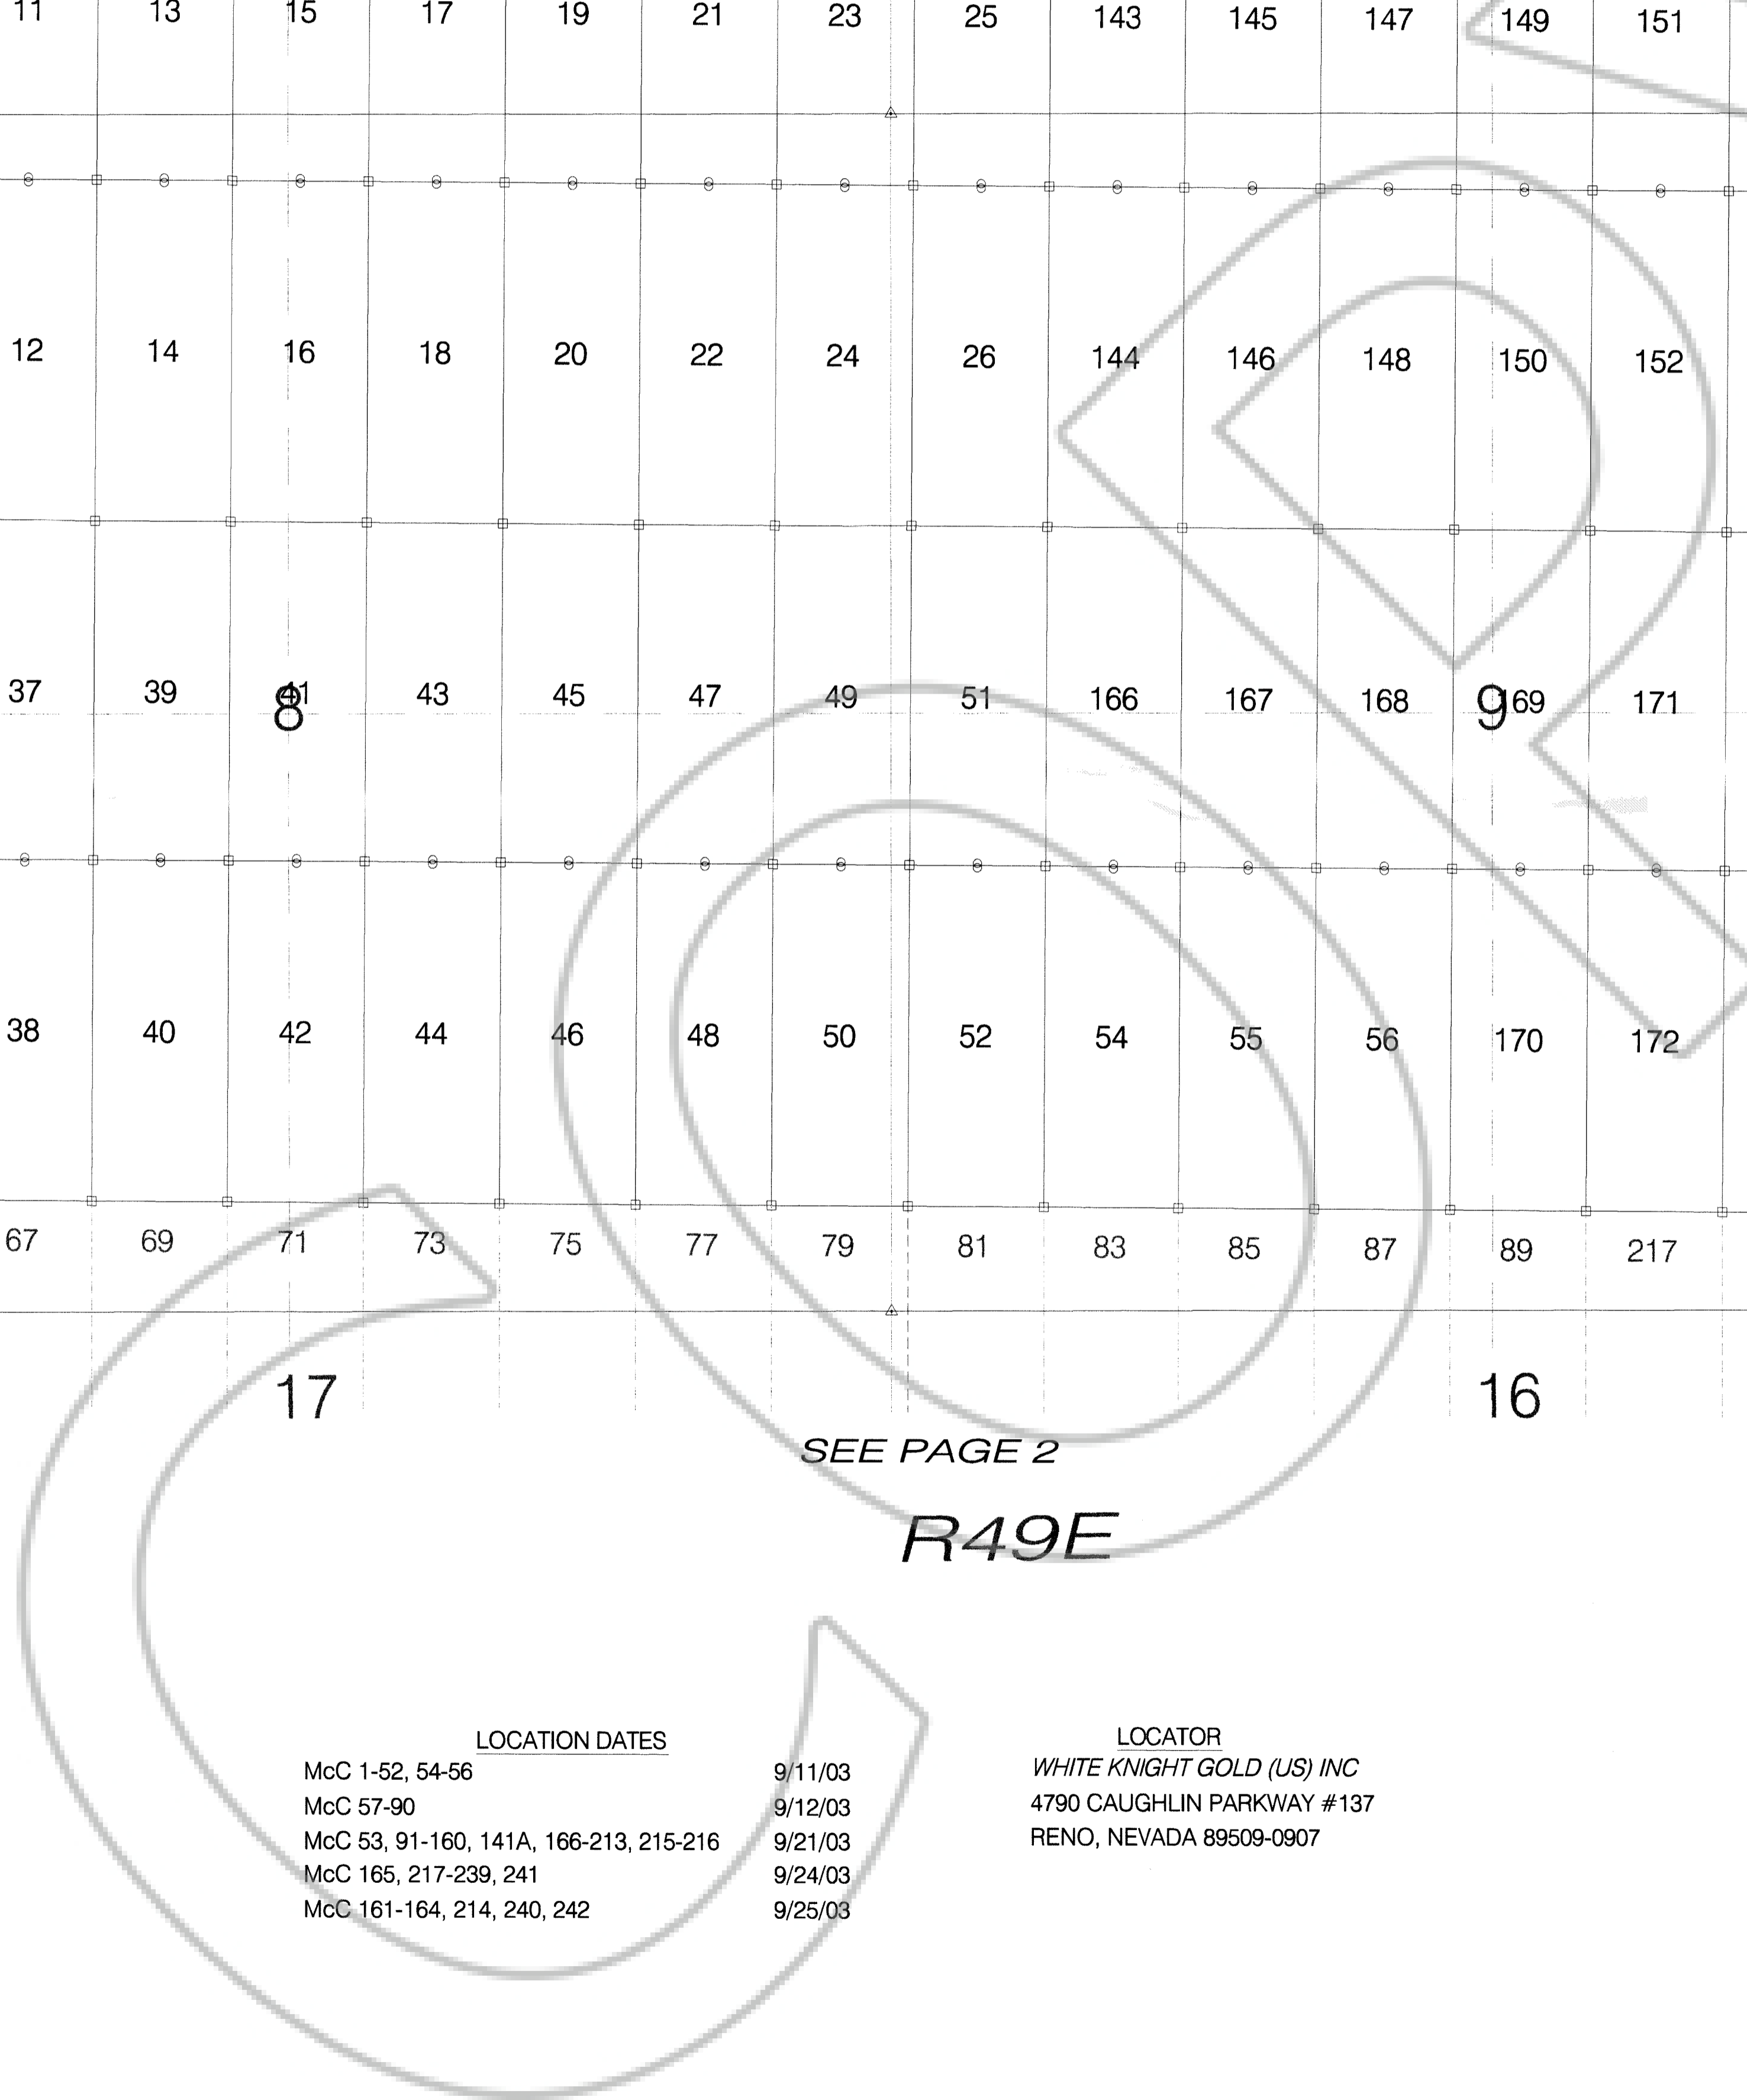 11 13 15 17 19 21 23 25 143 145 147 149 151
12 14 16 18 20 22 24 26 144 146 148 150 152
37 39 41 43 45 47 49 51 166 167 168 169 171
8 9
38 40 42 44 46 48 50 52 54 55 56 170 172
67 69 71 73 75 77 79 81 83 85 87 89 217
17 16
SEE PAGE 2
R49E
LOCATION DATES
McC 1-52, 54-56 9/11/03
McC 57-90 9/12/03
McC 53, 91-160, 141A, 166-213, 215-216 9/21/03
McC 165, 217-239, 241 9/24/03
McC 161-164, 214, 240, 242 9/25/03
LOCATOR
WHITE KNIGHT GOLD (US) INC
4790 CAUGHLIN PARKWAY #137
RENO, NEVADA 89509-0907